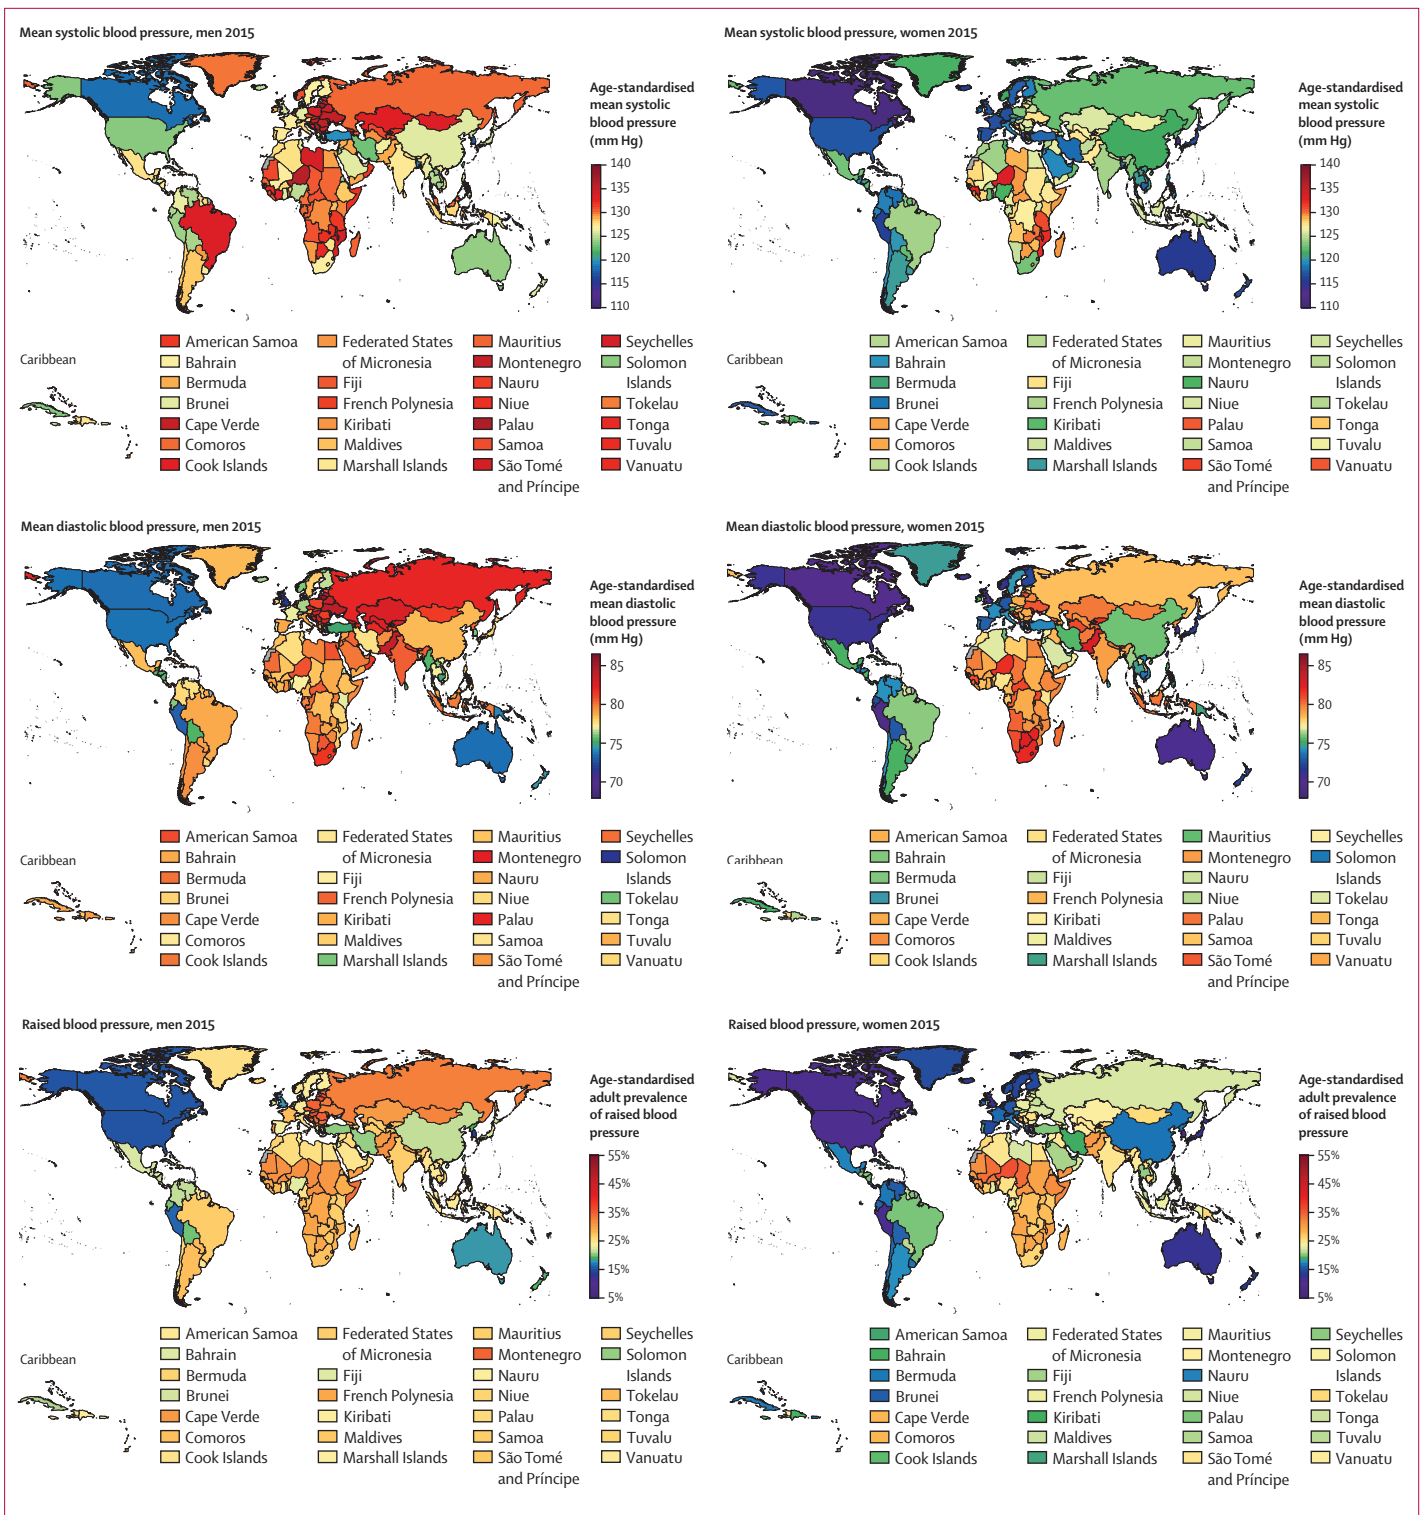 Mean systolic blood pressure, men 2015
Age-standardised
mean systolic
blood pressure
(mm Hg)
140
135
130
125
120
115
110
Caribbean
American Samoa
Bahrain
Bermuda
Brunei
Cape Verde
Comoros
Cook Islands
Federated States
of Micronesia
Fiji
French Polynesia
Kiribati
Maldives
Marshall Islands
Mauritius
Montenegro
Nauru
Niue
Palau
Samoa
São Tomé
and Príncipe
Seychelles
Solomon
Islands
Tokelau
Tonga
Tuvalu
Vanuatu
Mean systolic blood pressure, women 2015
Age-standardised
mean systolic
blood pressure
(mm Hg)
140
135
130
125
120
115
110
Caribbean
American Samoa
Bahrain
Bermuda
Brunei
Cape Verde
Comoros
Cook Islands
Federated States
of Micronesia
Fiji
French Polynesia
Kiribati
Maldives
Marshall Islands
Mauritius
Montenegro
Nauru
Niue
Palau
Samoa
São Tomé
and Príncipe
Seychelles
Solomon
Islands
Tokelau
Tonga
Tuvalu
Vanuatu
Mean diastolic blood pressure, men 2015
Age-standardised
mean diastolic
blood pressure
(mm Hg)
85
80
75
70
Caribbean
American Samoa
Bahrain
Bermuda
Brunei
Cape Verde
Comoros
Cook Islands
Federated States
of Micronesia
Fiji
French Polynesia
Kiribati
Maldives
Marshall Islands
Mauritius
Montenegro
Nauru
Niue
Palau
Samoa
São Tomé
and Príncipe
Seychelles
Solomon
Islands
Tokelau
Tonga
Tuvalu
Vanuatu
Mean diastolic blood pressure, women 2015
Age-standardised
mean diastolic
blood pressure
(mm Hg)
85
80
75
70
Caribbean
American Samoa
Bahrain
Bermuda
Brunei
Cape Verde
Comoros
Cook Islands
Federated States
of Micronesia
Fiji
French Polynesia
Kiribati
Maldives
Marshall Islands
Mauritius
Montenegro
Nauru
Niue
Palau
Samoa
São Tomé
and Príncipe
Seychelles
Solomon
Islands
Tokelau
Tonga
Tuvalu
Vanuatu
Raised blood pressure, men 2015
Age-standardised
adult prevalence
of raised blood
pressure
55%
45%
35%
25%
15%
5%
Caribbean
American Samoa
Bahrain
Bermuda
Brunei
Cape Verde
Comoros
Cook Islands
Federated States
of Micronesia
Fiji
French Polynesia
Kiribati
Maldives
Marshall Islands
Mauritius
Montenegro
Nauru
Niue
Palau
Samoa
São Tomé
and Príncipe
Seychelles
Solomon
Islands
Tokelau
Tonga
Tuvalu
Vanuatu
Raised blood pressure, women 2015
Age-standardised
adult prevalence
of raised blood
pressure
55%
45%
35%
25%
15%
5%
Caribbean
American Samoa
Bahrain
Bermuda
Brunei
Cape Verde
Comoros
Cook Islands
Federated States
of Micronesia
Fiji
French Polynesia
Kiribati
Maldives
Marshall Islands
Mauritius
Montenegro
Nauru
Niue
Palau
Samoa
São Tomé
and Príncipe
Seychelles
Solomon
Islands
Tokelau
Tonga
Tuvalu
Vanuatu